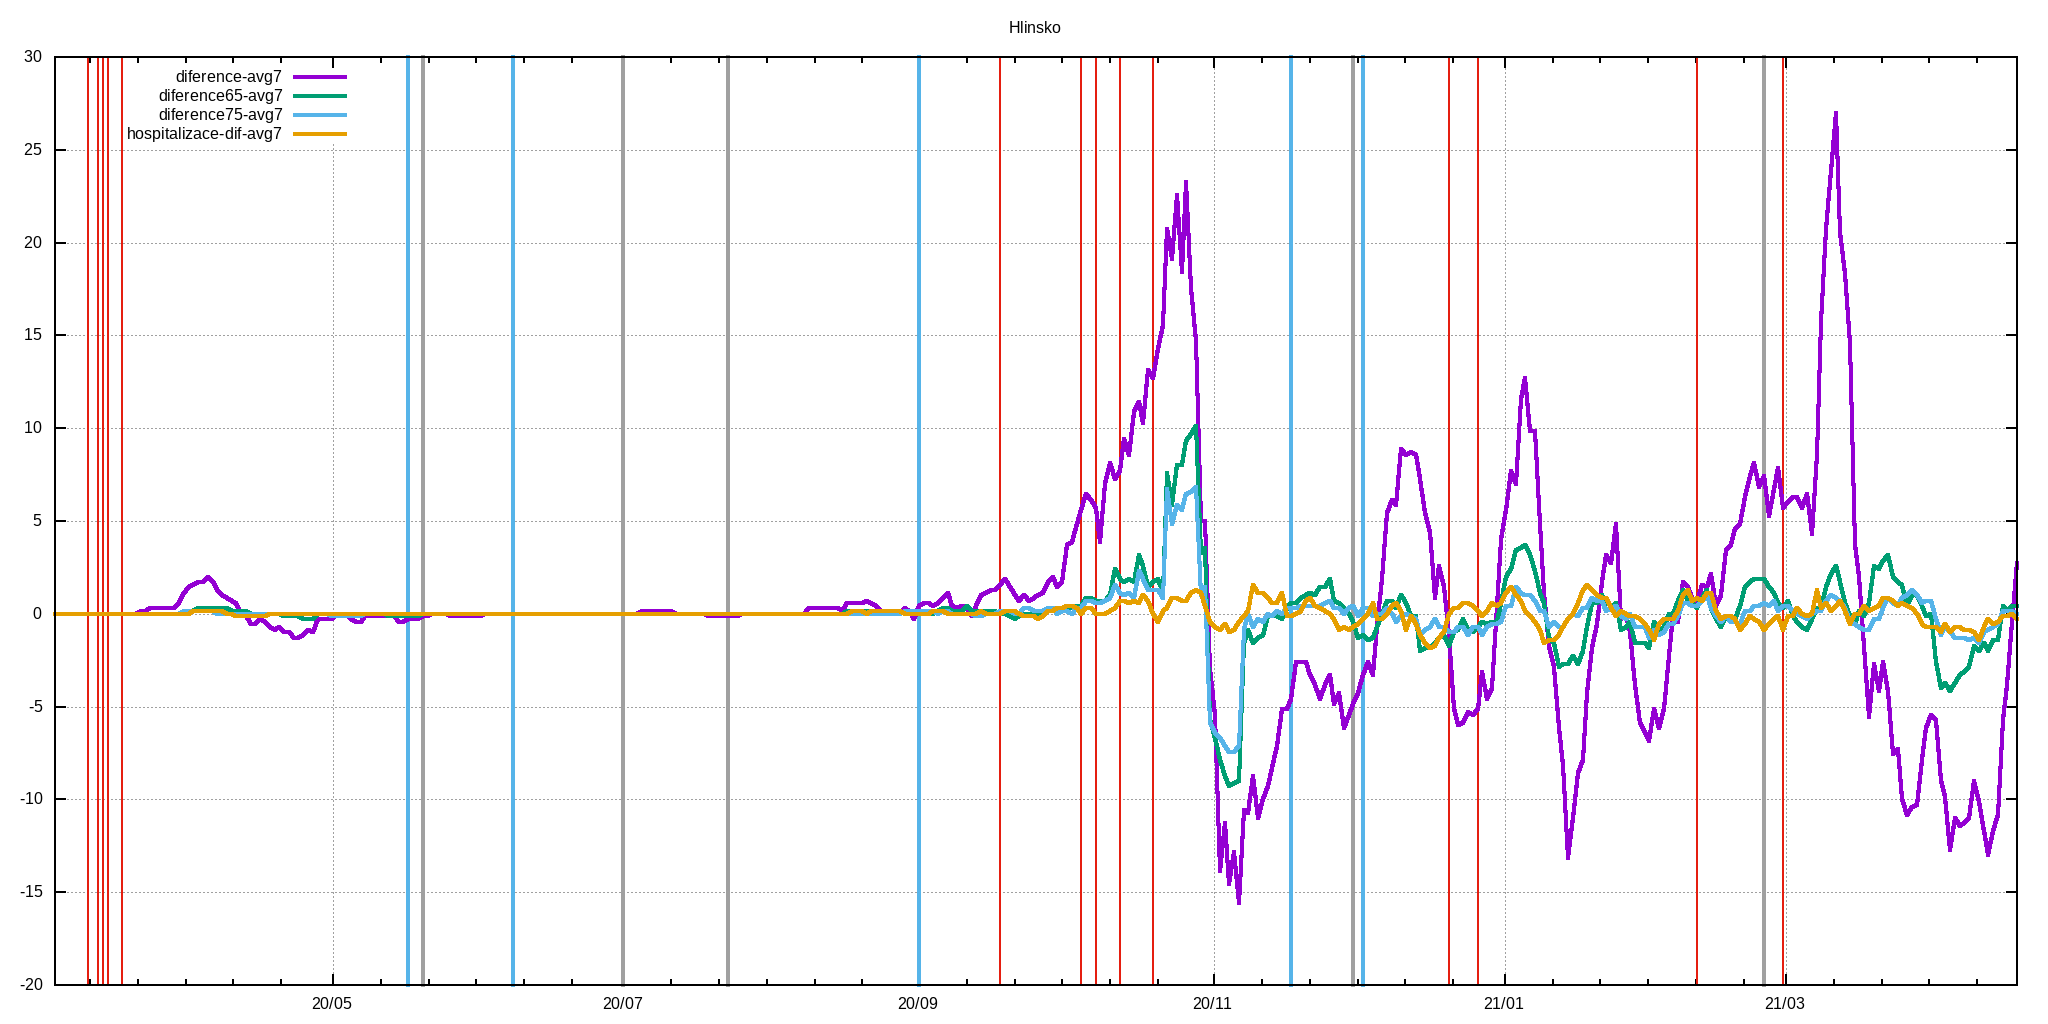 Hlinsko
30
diference-avg7
diference65-avg7
diference75-avg7
hospitalizace-dif-avg7
25
20
15
10
5
0
-5
-10
-15
-20
20/05 20/07 20/09 20/11 21/01 21/03